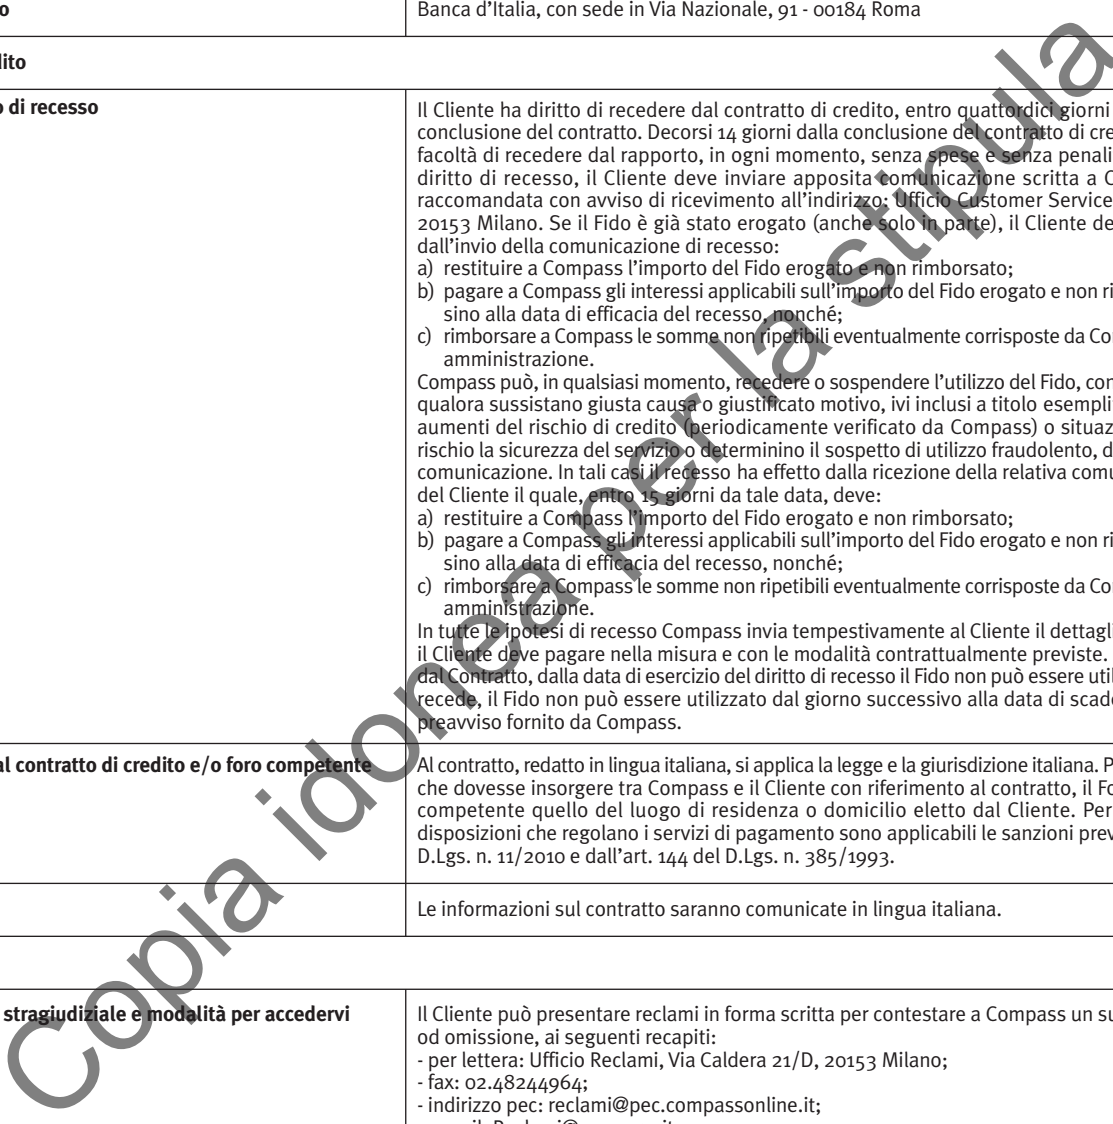 o
Banca d'Italia, con sede in Via Nazionale, 91 - 00184 Roma
dito
o di recesso
Il Cliente ha diritto di recedere dal contratto di credito, entro quattordici giorni
conclusione del contratto. Decorsi 14 giorni dalla conclusione del contratto di cre
facoltà di recedere dal rapporto, in ogni momento, senza spese e senza penali
diritto di recesso, il Cliente deve inviare apposita comunicazione scritta a C
raccomandata con avviso di ricevimento all'indirizzo: Ufficio Customer Service
20153 Milano. Se il Fido è già stato erogato (anche solo in parte), il Cliente de
dall'invio della comunicazione di recesso:
a) restituire a Compass l'importo del Fido erogato e non rimborsato;
b) pagare a Compass gli interessi applicabili sull'importo del Fido erogato e non ri
sino alla data di efficacia del recesso, nonché;
c) rimborsare a Compass le somme non ripetibili eventualmente corrisposte da Co
amministrazione.
Compass può, in qualsiasi momento, recedere o sospendere l'utilizzo del Fido, con
qualora sussistano giusta causa o giustificato motivo, ivi inclusi a titolo esempli
aumenti del rischio di credito (periodicamente verificato da Compass) o situaz
rischio la sicurezza del servizio o determinino il sospetto di utilizzo fraudolento, d
comunicazione. In tali casi il recesso ha effetto dalla ricezione della relativa comu
del Cliente il quale, entro 15 giorni da tale data, deve:
a) restituire a Compass l'importo del Fido erogato e non rimborsato;
b) pagare a Compass gli interessi applicabili sull'importo del Fido erogato e non ri
sino alla data di efficacia del recesso, nonché;
c) rimborsare a Compass le somme non ripetibili eventualmente corrisposte da Co
amministrazione.
In tutte le ipotesi di recesso Compass invia tempestivamente al Cliente il dettagli
il Cliente deve pagare nella misura e con le modalità contrattualmente previste.
dal Contratto, dalla data di esercizio del diritto di recesso il Fido non può essere util
recede, il Fido non può essere utilizzato dal giorno successivo alla data di scade
preavviso fornito da Compass.
al contratto di credito e/o foro competente
Al contratto, redatto in lingua italiana, si applica la legge e la giurisdizione italiana. P
che dovesse insorgere tra Compass e il Cliente con riferimento al contratto, il Fo
competente quello del luogo di residenza o domicilio eletto dal Cliente. Per
disposizioni che regolano i servizi di pagamento sono applicabili le sanzioni prev
D.Lgs. n. 11/2010 e dall'art. 144 del D.Lgs. n. 385/1993.
Le informazioni sul contratto saranno comunicate in lingua italiana.
stragiudiziale e modalità per accedervi
Il Cliente può presentare reclami in forma scritta per contestare a Compass un su
od omissione, ai seguenti recapiti:
- per lettera: Ufficio Reclami, Via Caldera 21/D, 20153 Milano;
- fax: 02.48244964;
- indirizzo pec: reclami@pec.compassonline.it;
Copia idonea per la stipula